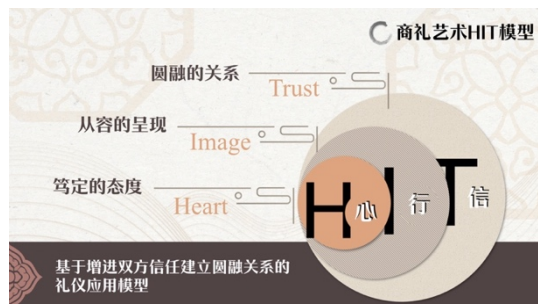 商礼艺术HIT模型
圆融的关系
Trust
从容的呈现
Image
笃定的态度
Heart
HIT
心 行 信
基于增进双方信任建立圆融关系的
礼仪应用模型